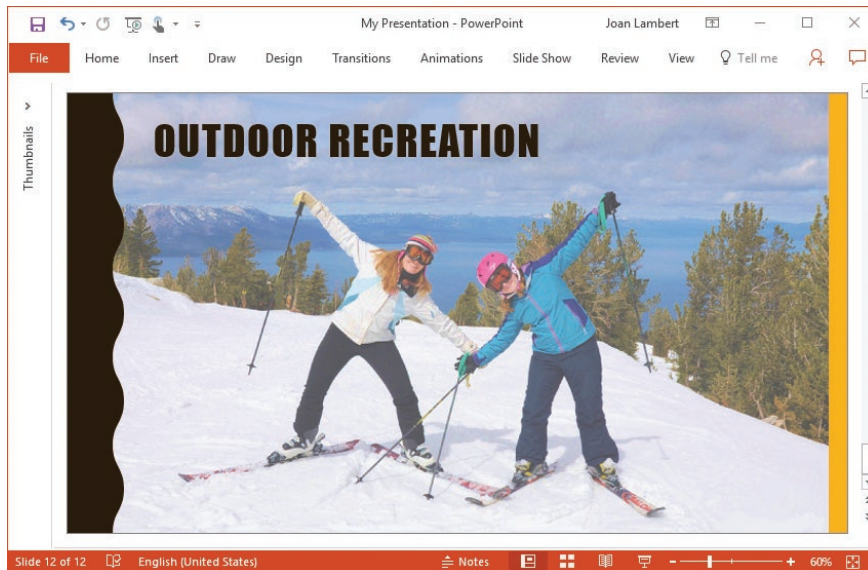 My Presentation - PowerPoint Joan Lambert
File Home Insert Draw Design Transitions Animations Slide Show Review View Tell me
Thumbnails
OUTDOOR RECREATION
Slide 12 of 12 English (United States) Notes 60%